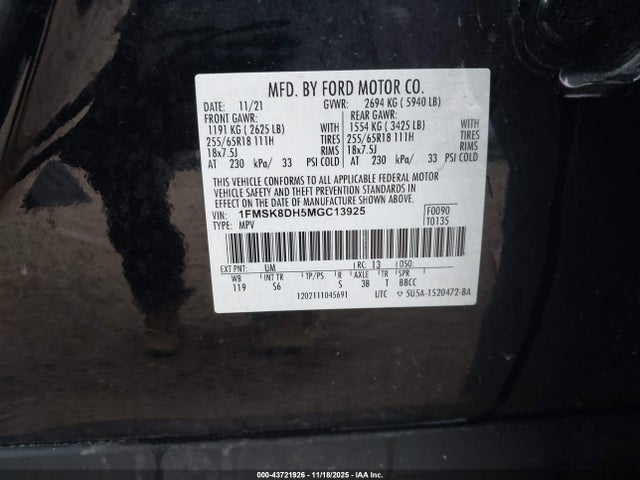 MFD. BY FORD MOTOR CO.
DATE: 11/21 GVWR: 2694 KG ( 5940 LB)
FRONT GAWR: REAR GAWR:
1191 KG ( 2625 LB) WITH 1554 KG ( 3425 LB) WITH
255/65R18 111H TIRES 255/65R18 111H TIRES
18x7.5J RIMS 18x7.5J RIMS
AT 230 kPa/ 33 PSI COLD AT 230 kPa/ 33 PSI COLD
THIS VEHICLE CONFORMS TO ALL APPLICABLE FEDERAL MOTOR
VEHICLE SAFETY AND THEFT PREVENTION STANDARDS IN
EFFECT ON THE DATE OF MANUFACTURE SHOWN ABOVE.
VIN: 1FMSK8DH5MGC13925 F0090
TYPE: MPV T0135
EXT PNT: UM RC: 13 DSO:
WB INT TR TP/PS R AXLE TR SPR
119 S6 S 3B T BBCC
1202111045691 UTC ▽ 5U5A-1520472-BA
00-43721926 | 11/18/2025 | IAA Inc.